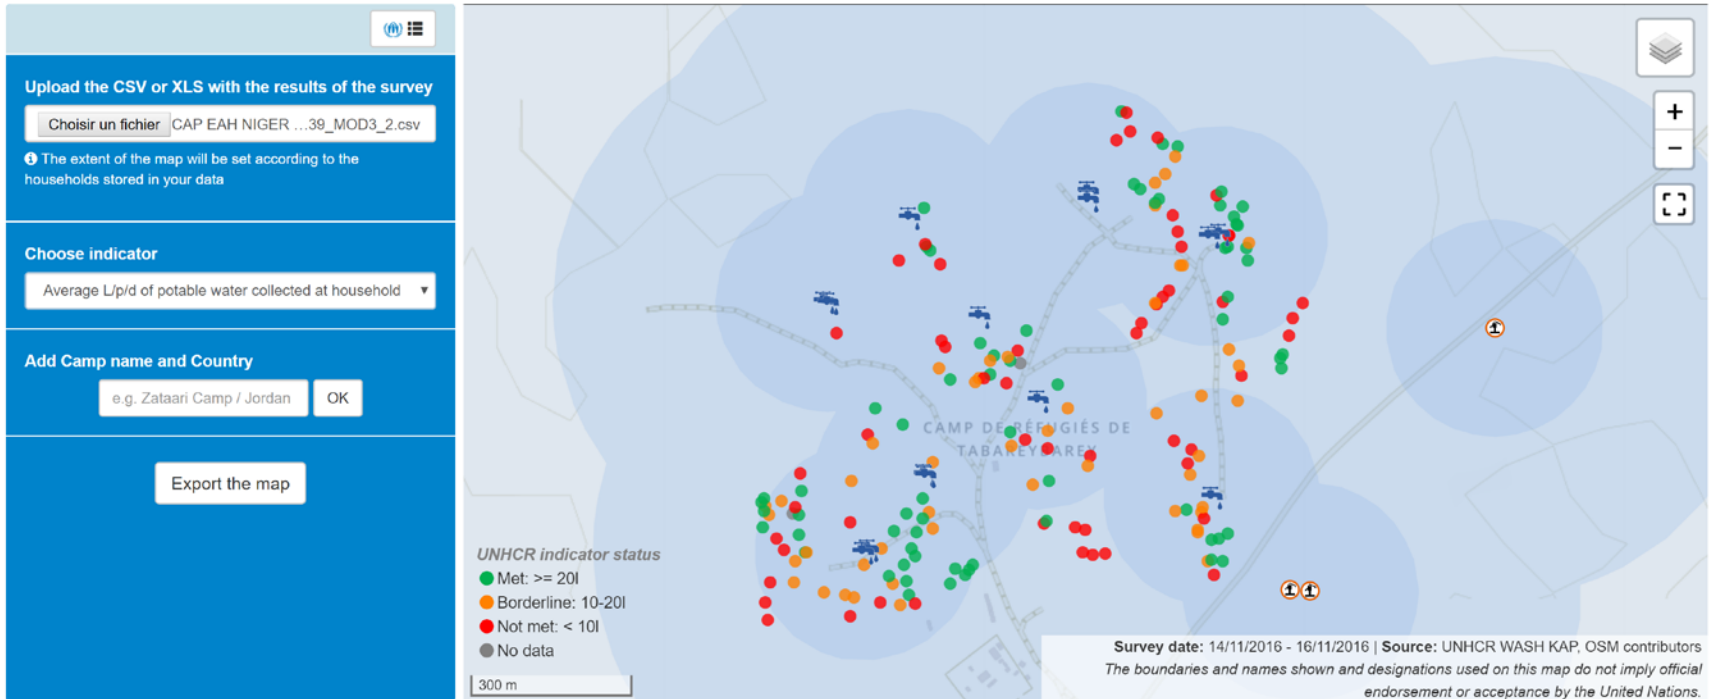 Upload the CSV or XLS with the results of the survey
Choisir un fichier CAP EAH NIGER ...39_MOD3_2.csv
The extent of the map will be set according to the
households stored in your data
Choose indicator
Average L/p/d of potable water collected at household
Add Camp name and Country
e.g. Zataari Camp / Jordan OK
Export the map
+
−
CAMP DE RÉFUGIÉS DE
TABAREYBAREY
UNHCR indicator status
Met: >= 20l
Borderline: 10-20l
Not met: < 10l
No data
300 m
Survey date: 14/11/2016 - 16/11/2016 | Source: UNHCR WASH KAP, OSM contributors
The boundaries and names shown and designations used on this map do not imply official
endorsement or acceptance by the United Nations.